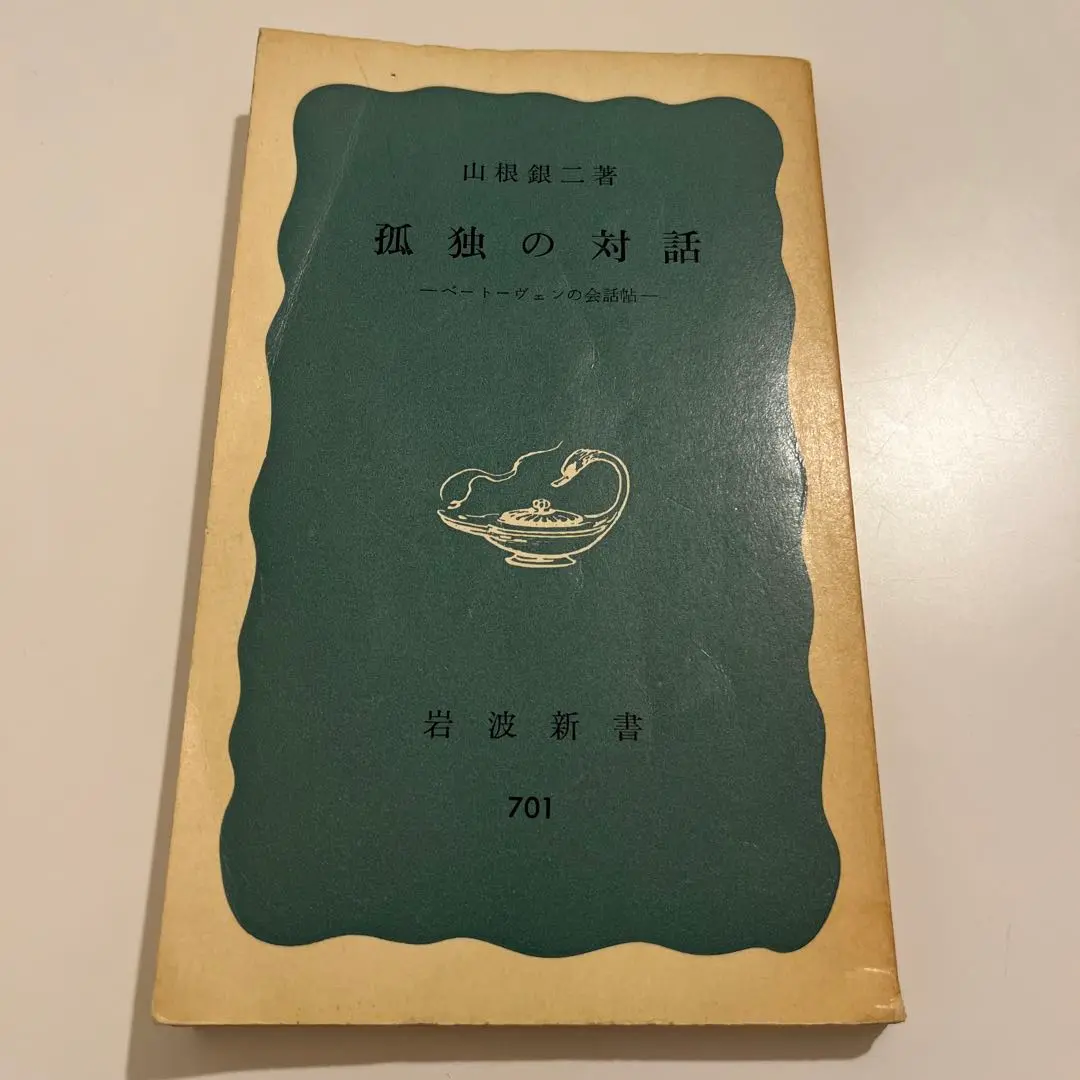 山根銀二著
孤独の対話
―ベートーヴェンの会話帖―
岩波新書
701